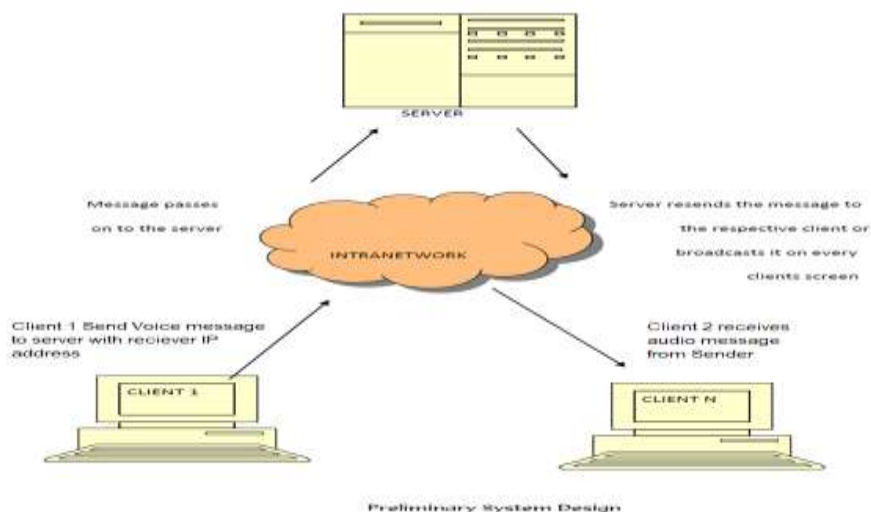 SERVER
Message passes
on to the server
Server resends the message to
the respective client or
broadcasts it on every
clients screen
INTRANETWORK
Client 1 Send Voice message
to server with reciever IP
address
Client 2 receives
audio message
from Sender
CLIENT 1
CLIENT N
Preliminary System Design